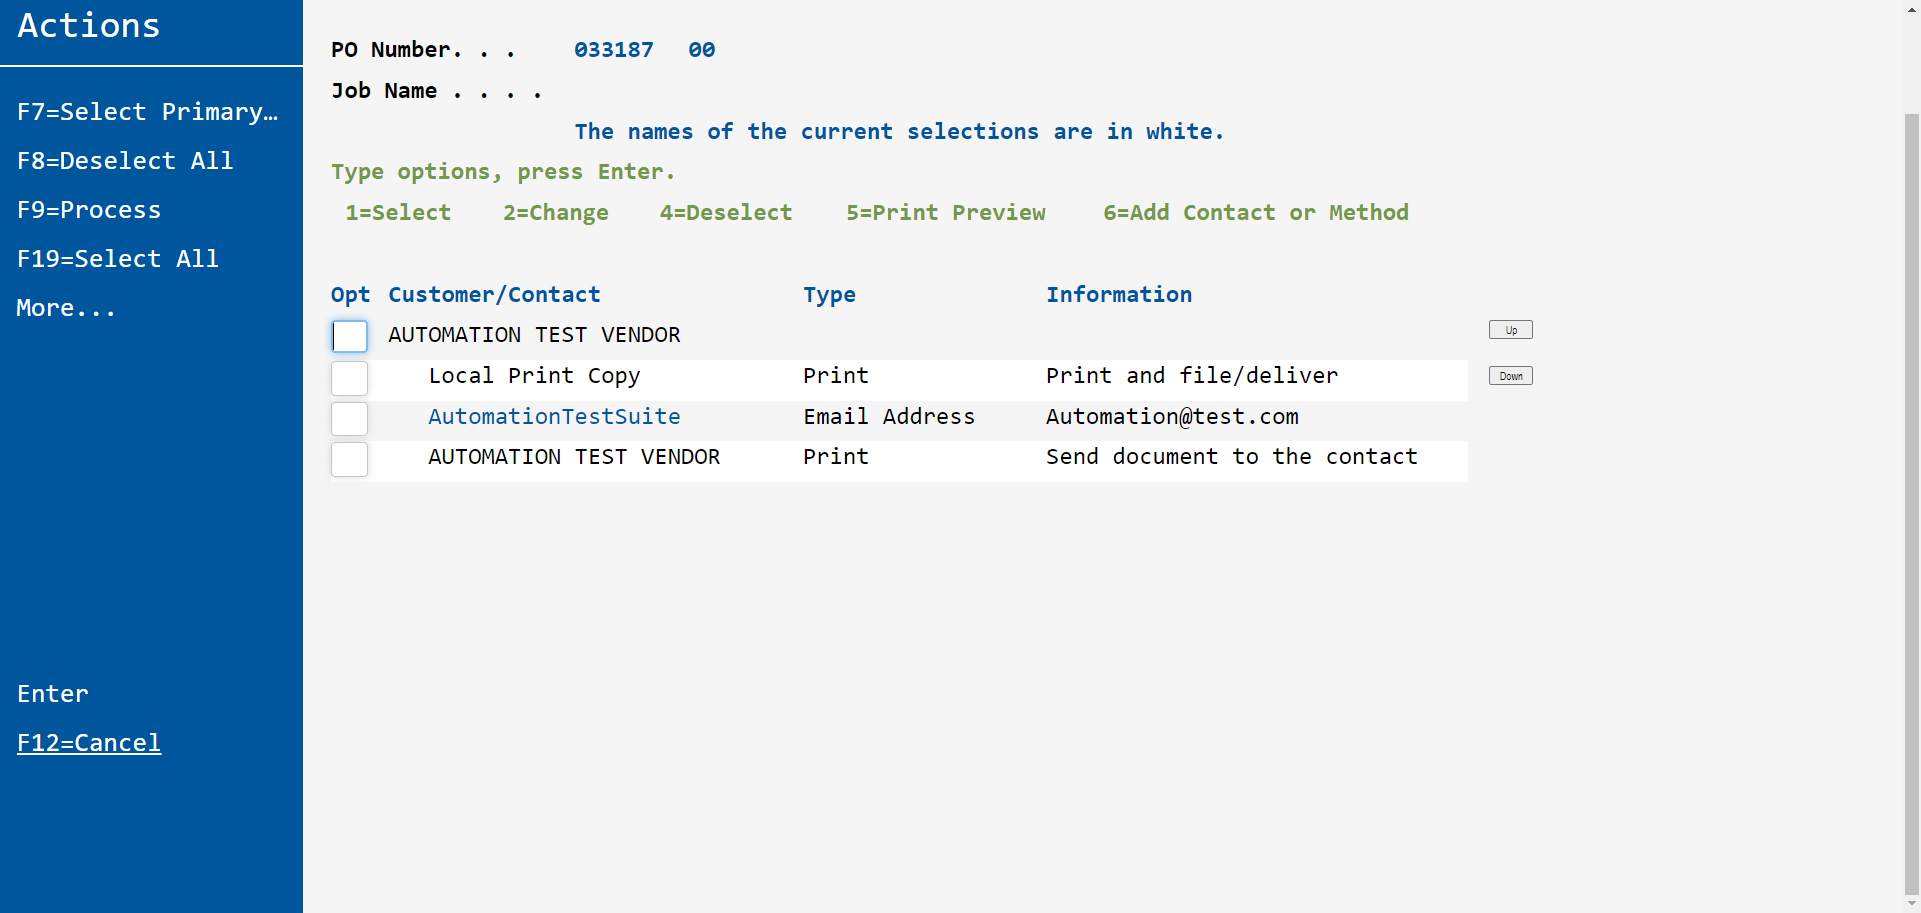 Actions
F7=Select Primary…
F8=Deselect All
F9=Process
F19=Select All
More...
Enter
F12=Cancel
PO Number. . . 033187 00
Job Name . . . .
The names of the current selections are in white.
Type options, press Enter.
1=Select 2=Change 4=Deselect 5=Print Preview 6=Add Contact or Method
Opt Customer/Contact Type Information
AUTOMATION TEST VENDOR Up
Local Print Copy Print Print and file/deliver Down
AutomationTestSuite Email Address Automation@test.com
AUTOMATION TEST VENDOR Print Send document to the contact